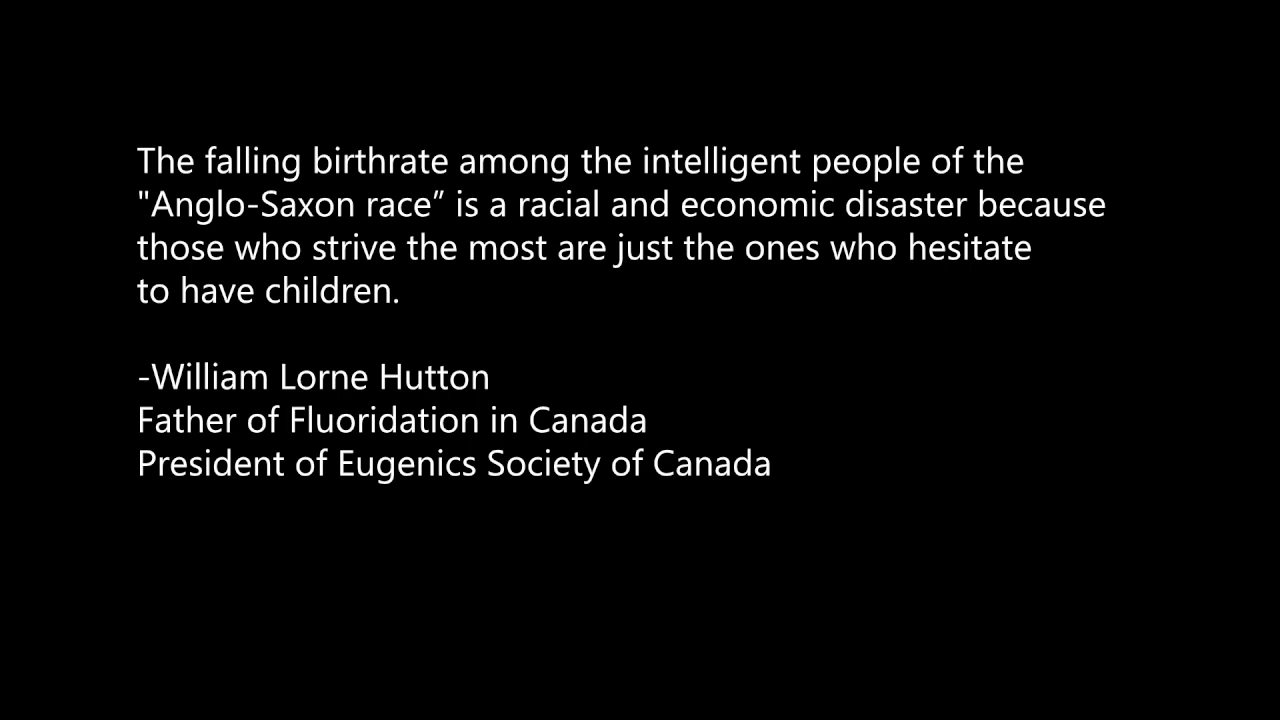 The falling birthrate among the intelligent people of the
"Anglo-Saxon race” is a racial and economic disaster because
those who strive the most are just the ones who hesitate
to have children.
-William Lorne Hutton
Father of Fluoridation in Canada
President of Eugenics Society of Canada